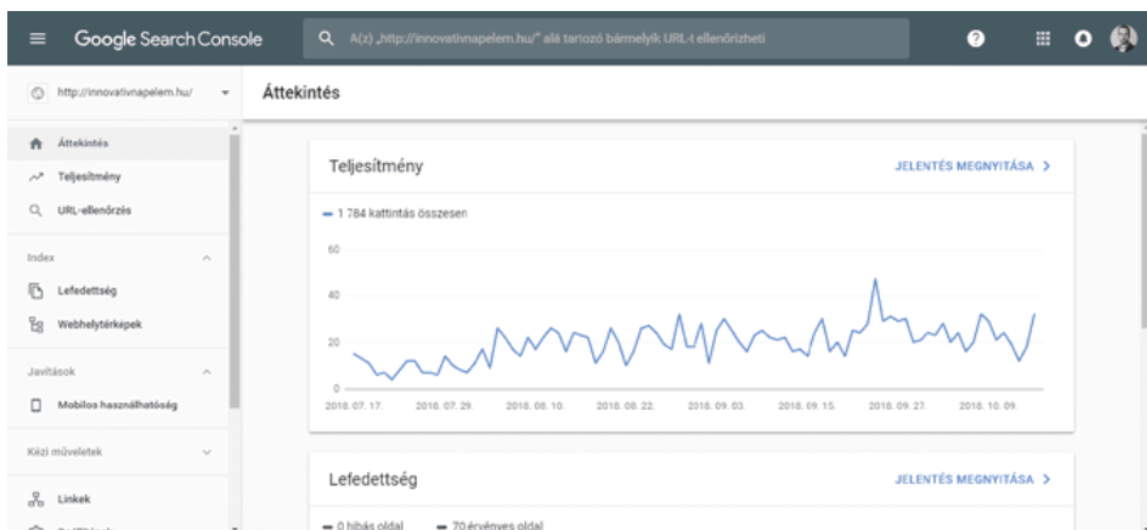 Google Search Console
A(z) „http://innovativnapelem.hu/" alá tartozó bármelyik URL-t ellenőrizheti
http://innovativnapelem.hu/
Áttekintés
Áttekintés
Teljesítmény
URL-ellenőrzés
Index
Lefedettség
Webhelytérképek
Javítások
Mobilos használhatóság
Kézi műveletek
Linkek
Teljesítmény
JELENTÉS MEGNYITÁSA
1 784 kattintás összesen
60
40
20
0
2018. 07. 17. 2018. 07. 29. 2018. 08. 10. 2018. 08. 22. 2018. 09. 03. 2018. 09. 15. 2018. 09. 27. 2018. 10. 09.
Lefedettség
JELENTÉS MEGNYITÁSA
0 hibás oldal 70 érvényes oldal